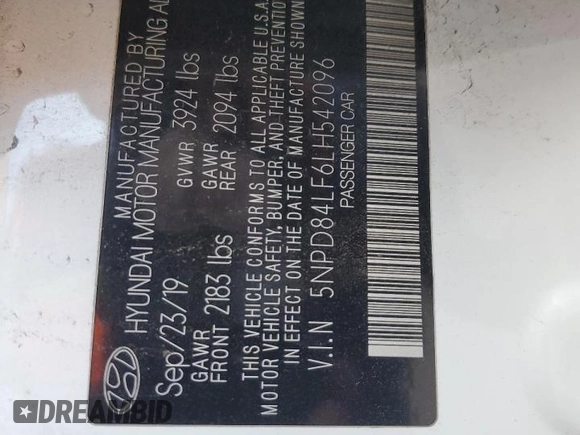 MANUFACTURED BY
HYUNDAI MOTOR MANUFACTURING AL
Sep/23/19 GVWR 3924 lbs
GAWR FRONT 2183 lbs GAWR REAR 2094 lbs
THIS VEHICLE CONFORMS TO ALL APPLICABLE U.S.A.
MOTOR VEHICLE SAFETY, BUMPER, AND THEFT PREVENTION
IN EFFECT ON THE DATE OF MANUFACTURE SHOWN
V.I.N 5NPD84LF6LH542096
PASSENGER CAR
DREAMBID